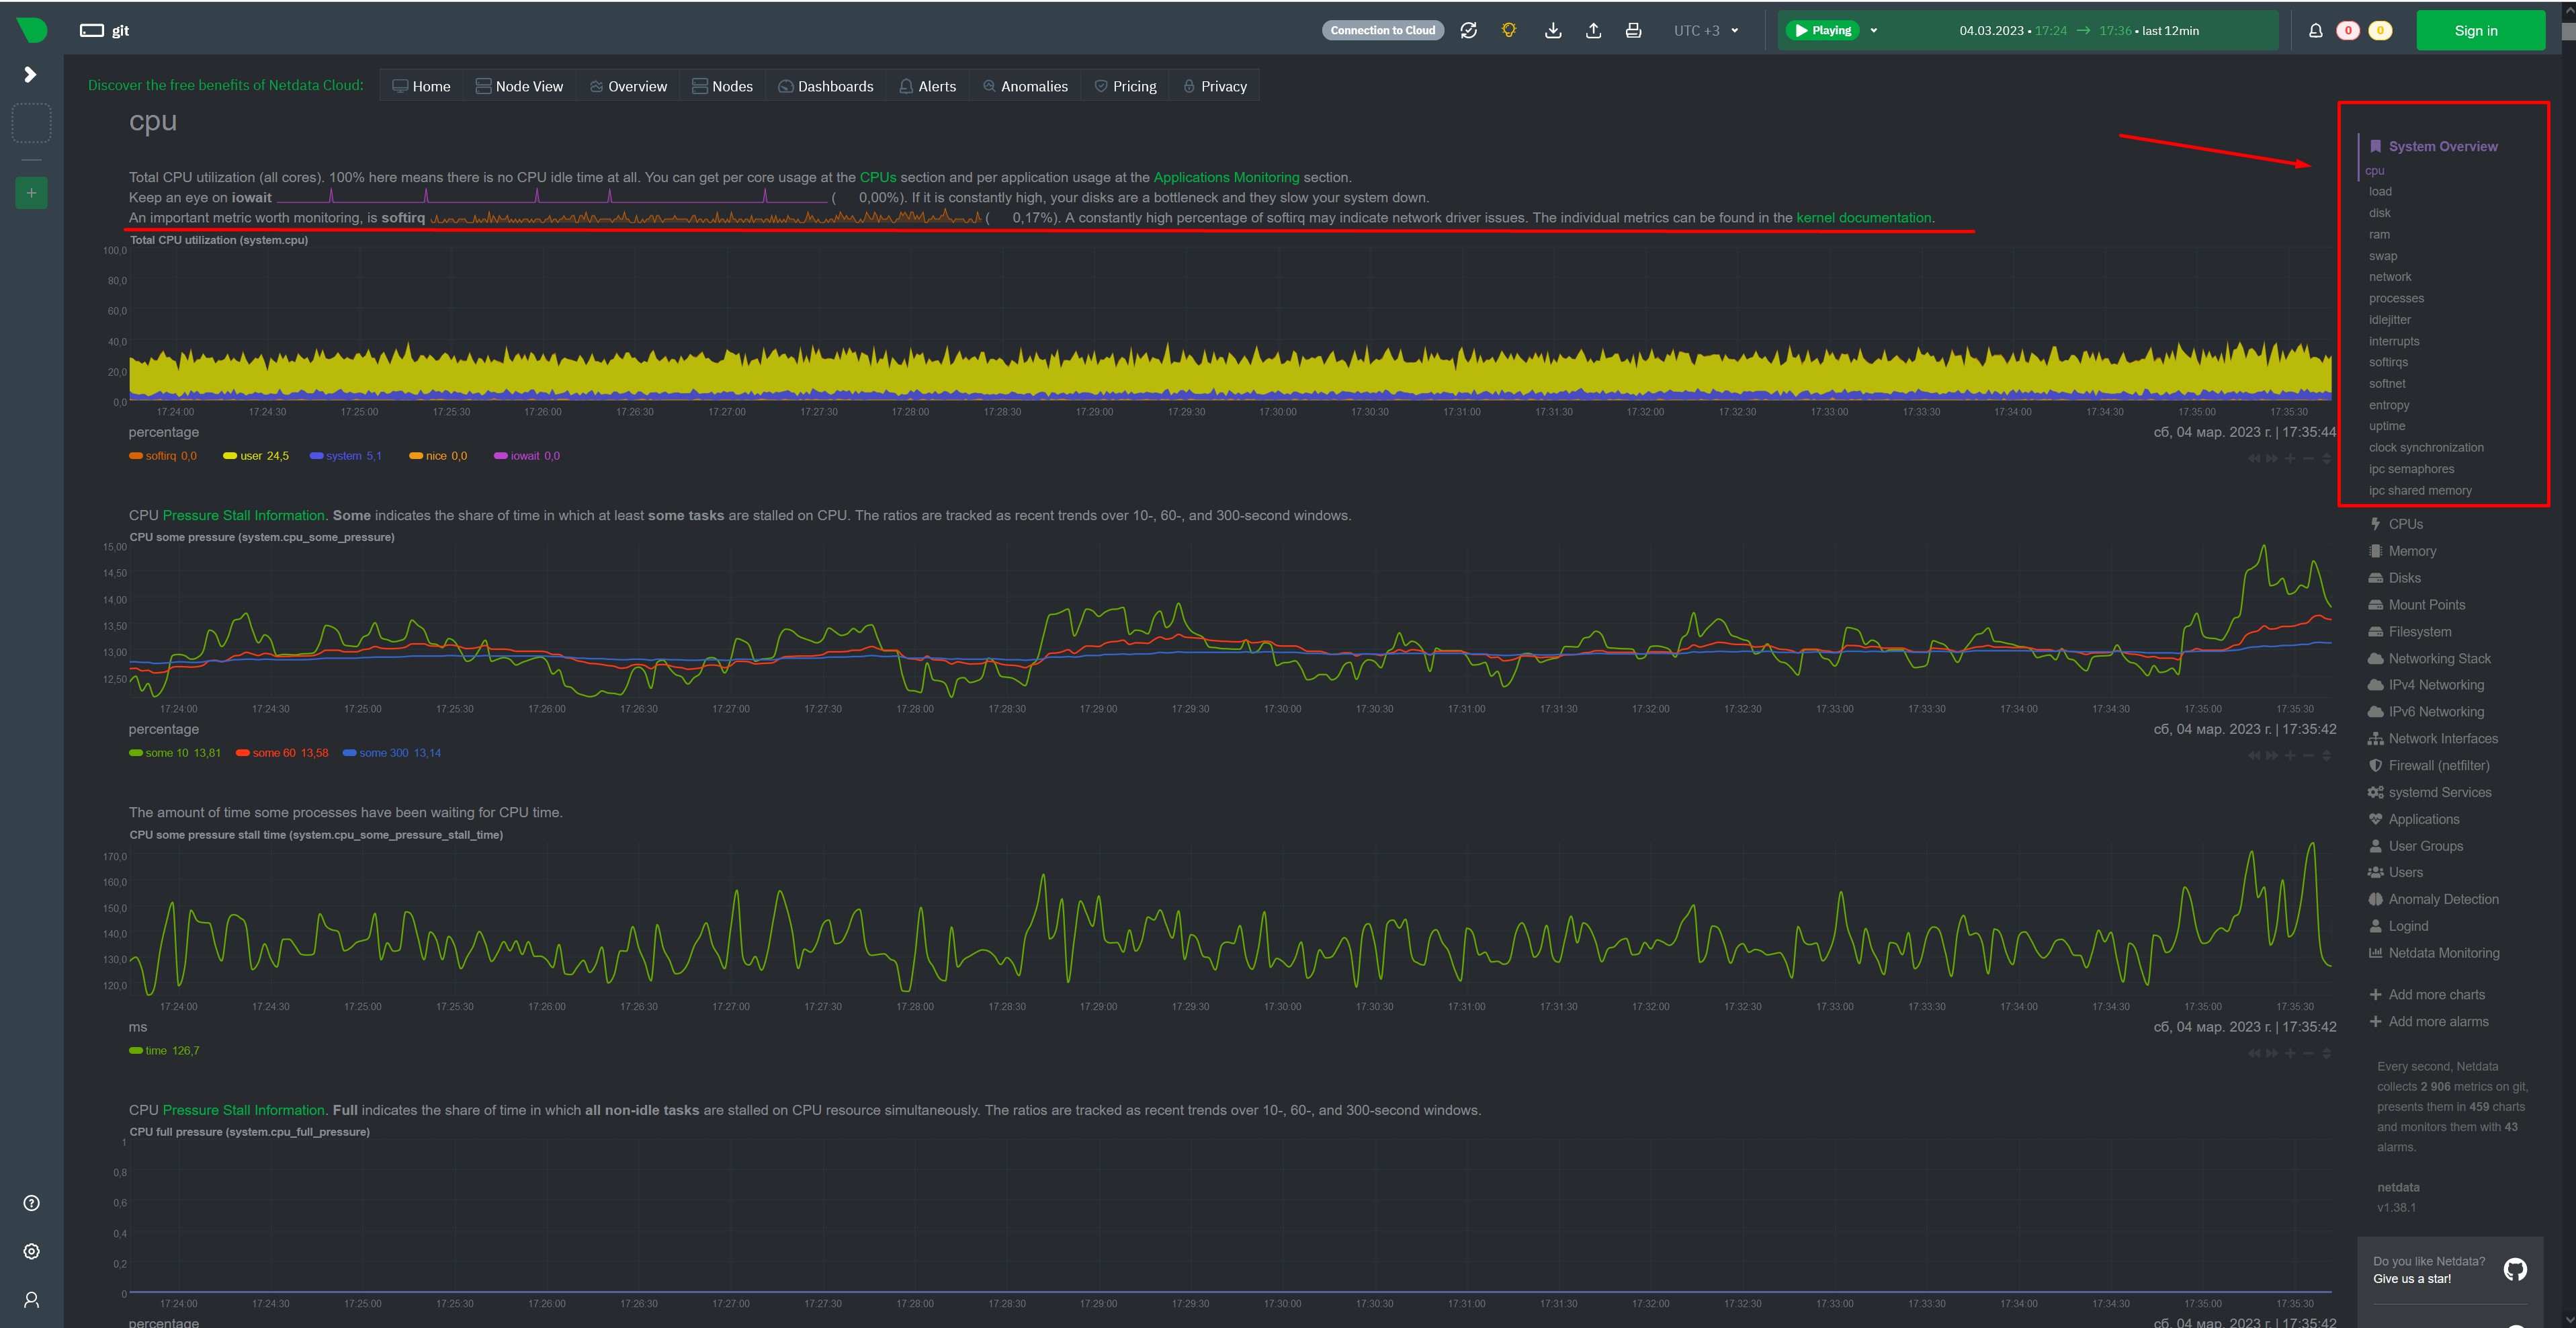 git
Connection to Cloud
UTC +3
Playing
04.03.2023 • 17:24 → 17:36 • last 12min
0
0
Sign in
Discover the free benefits of Netdata Cloud:
Home
Node View
Overview
Nodes
Dashboards
Alerts
Anomalies
Pricing
Privacy
cpu
Total CPU utilization (all cores). 100% here means there is no CPU idle time at all. You can get per core usage at the CPUs section and per application usage at the Applications Monitoring section.
Keep an eye on iowait ( 0,00%). If it is constantly high, your disks are a bottleneck and they slow your system down.
An important metric worth monitoring, is softirq ( 0,17%). A constantly high percentage of softirq may indicate network driver issues. The individual metrics can be found in the kernel documentation.
Total CPU utilization (system.cpu)
100,0
80,0
60,0
40,0
20,0
0,0
17:24:00 17:24:30 17:25:00 17:25:30 17:26:00 17:26:30 17:27:00 17:27:30 17:28:00 17:28:30 17:29:00 17:29:30 17:30:00 17:30:30 17:31:00 17:31:30 17:32:00 17:32:30 17:33:00 17:33:30 17:34:00 17:34:30 17:35:00 17:35:30
percentage
сб, 04 мар. 2023 г. | 17:35:44
softirq 0,0 user 24,5 system 5,1 nice 0,0 iowait 0,0
CPU Pressure Stall Information. Some indicates the share of time in which at least some tasks are stalled on CPU. The ratios are tracked as recent trends over 10-, 60-, and 300-second windows.
CPU some pressure (system.cpu_some_pressure)
15,00
14,50
14,00
13,50
13,00
12,50
17:24:00 17:24:30 17:25:00 17:25:30 17:26:00 17:26:30 17:27:00 17:27:30 17:28:00 17:28:30 17:29:00 17:29:30 17:30:00 17:30:30 17:31:00 17:31:30 17:32:00 17:32:30 17:33:00 17:33:30 17:34:00 17:34:30 17:35:00 17:35:30
percentage
сб, 04 мар. 2023 г. | 17:35:42
some 10 13,81 some 60 13,58 some 300 13,14
The amount of time some processes have been waiting for CPU time.
CPU some pressure stall time (system.cpu_some_pressure_stall_time)
170,0
160,0
150,0
140,0
130,0
120,0
17:24:00 17:24:30 17:25:00 17:25:30 17:26:00 17:26:30 17:27:00 17:27:30 17:28:00 17:28:30 17:29:00 17:29:30 17:30:00 17:30:30 17:31:00 17:31:30 17:32:00 17:32:30 17:33:00 17:33:30 17:34:00 17:34:30 17:35:00 17:35:30
ms
сб, 04 мар. 2023 г. | 17:35:42
time 126,7
CPU Pressure Stall Information. Full indicates the share of time in which all non-idle tasks are stalled on CPU resource simultaneously. The ratios are tracked as recent trends over 10-, 60-, and 300-second windows.
CPU full pressure (system.cpu_full_pressure)
1
0,8
0,6
0,4
0,2
0
17:24:00 17:24:30 17:25:00 17:25:30 17:26:00 17:26:30 17:27:00 17:27:30 17:28:00 17:28:30 17:29:00 17:29:30 17:30:00 17:30:30 17:31:00 17:31:30 17:32:00 17:32:30 17:33:00 17:33:30 17:34:00 17:34:30 17:35:00 17:35:30
percentage
сб, 04 мар. 2023 г. | 17:35:42
System Overview
cpu
load
disk
ram
swap
network
processes
idlejitter
interrupts
softirqs
softnet
entropy
uptime
clock synchronization
ipc semaphores
ipc shared memory
CPUs
Memory
Disks
Mount Points
Filesystem
Networking Stack
IPv4 Networking
IPv6 Networking
Network Interfaces
Firewall (netfilter)
systemd Services
Applications
User Groups
Users
Anomaly Detection
Logind
Netdata Monitoring
Add more charts
Add more alarms
Every second, Netdata
collects 2 906 metrics on git,
presents them in 459 charts
and monitors them with 43
alarms.
netdata
v1.38.1
Do you like Netdata?
Give us a star!